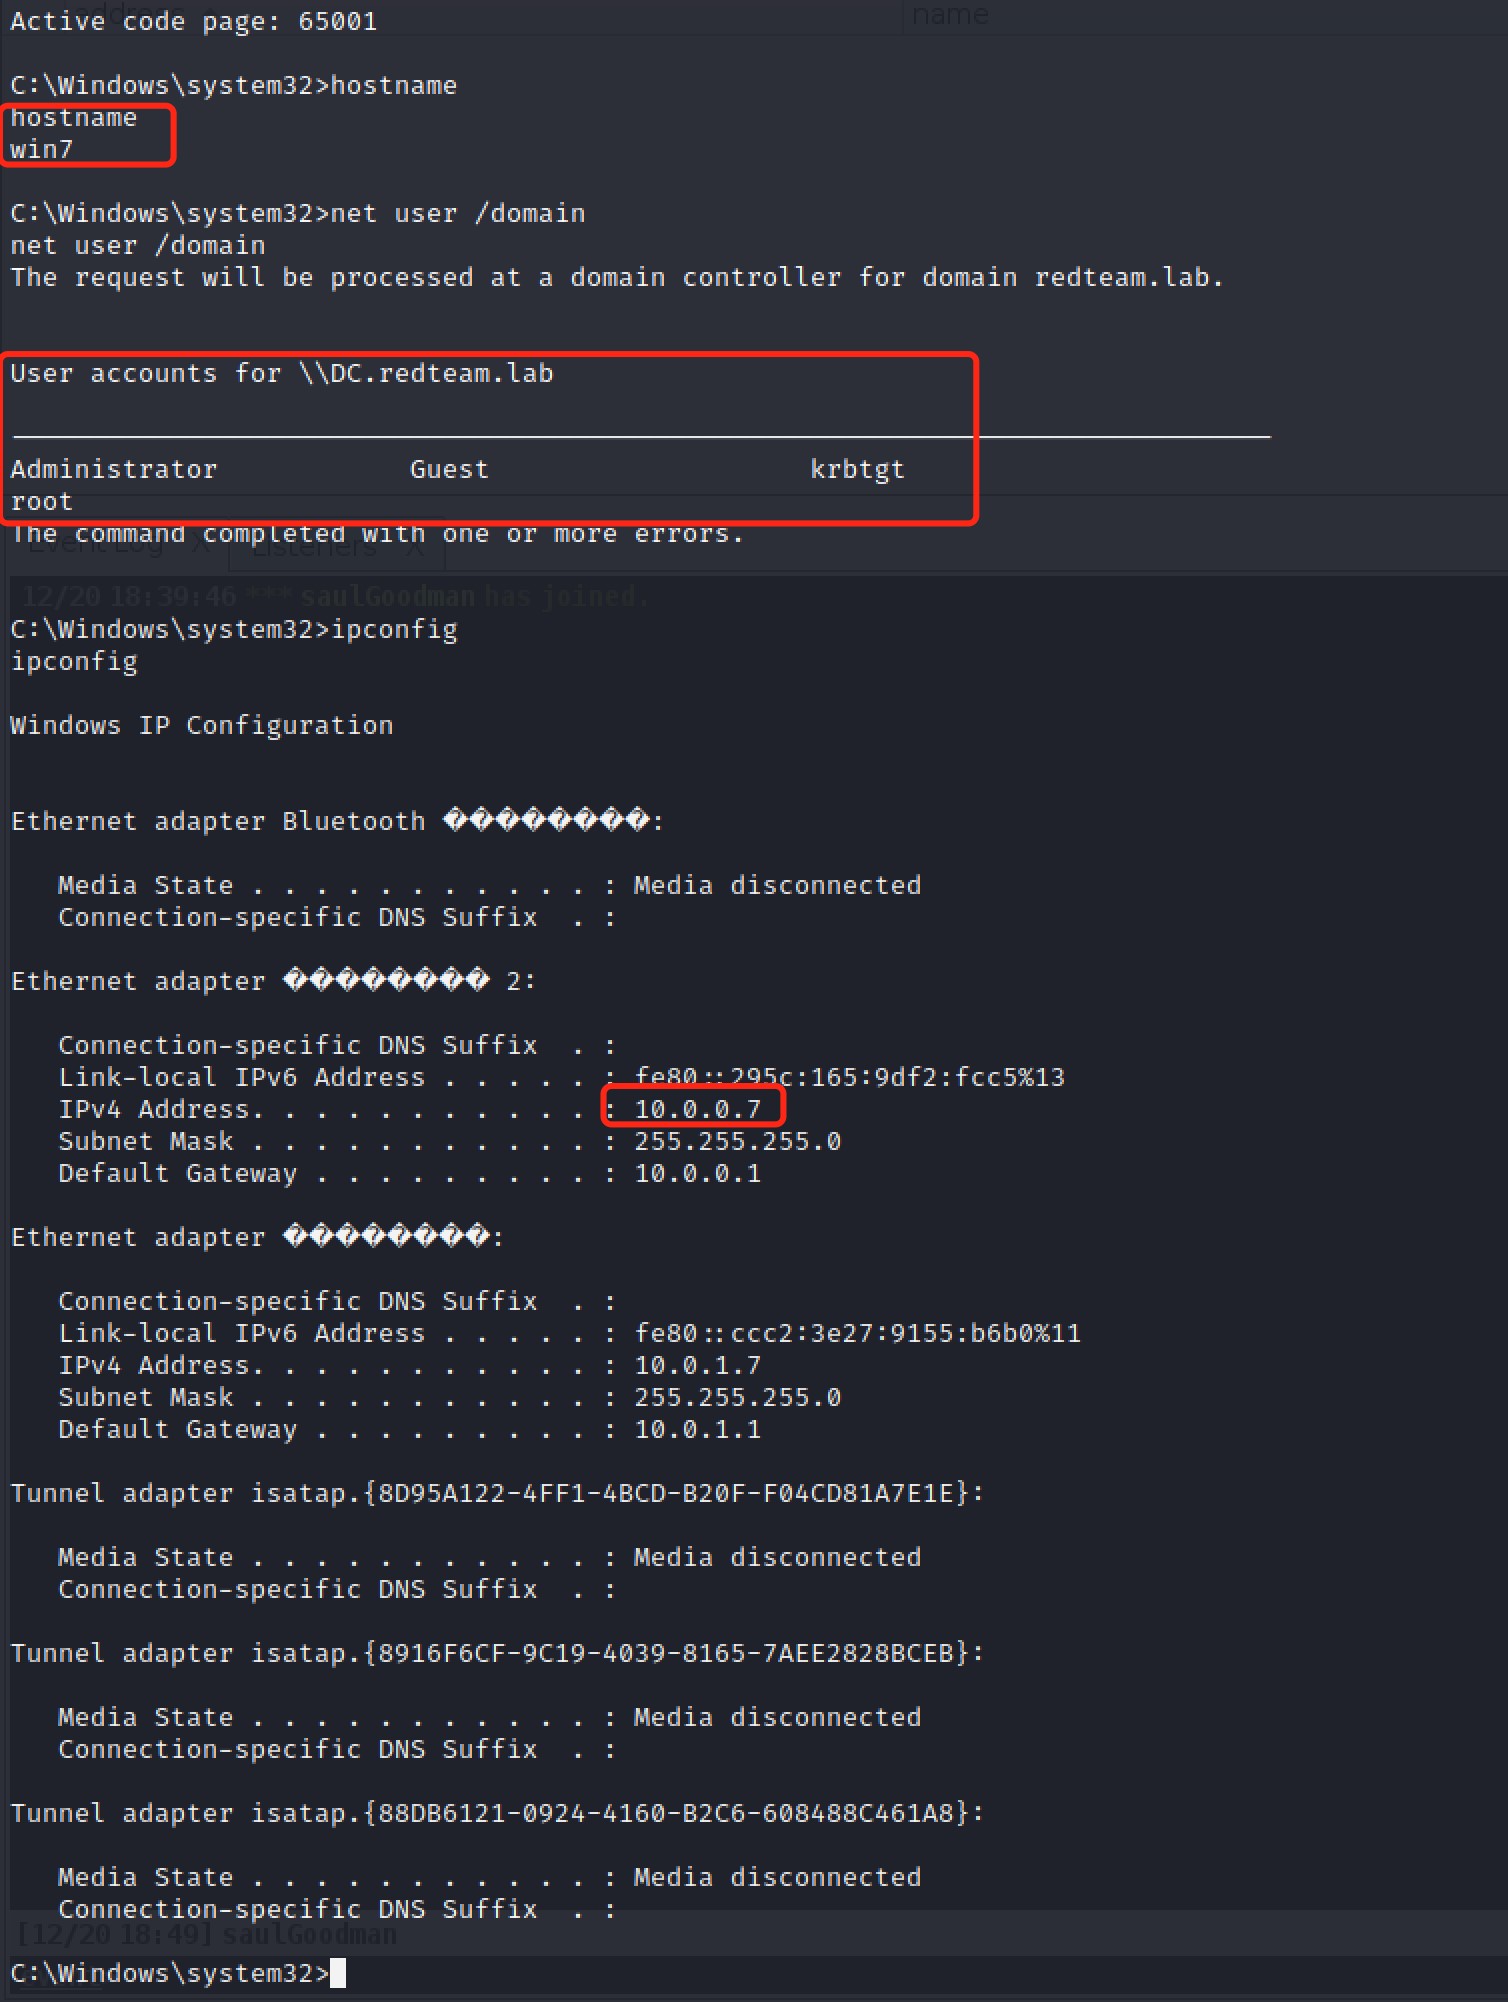 address
name
Active code page: 65001
C:\Windows\system32>hostname
hostname
win7
C:\Windows\system32>net user /domain
net user /domain
The request will be processed at a domain controller for domain redteam.lab.
User accounts for \\DC.redteam.lab
Administrator Guest krbtgt
root
The command completed with one or more errors.
Event Log X Listeners X
12/20 18:39:46 *** saulGoodman has joined.
C:\Windows\system32>ipconfig
ipconfig
Windows IP Configuration
Ethernet adapter Bluetooth ��������:
Media State . . . . . . . . . . . : Media disconnected
Connection-specific DNS Suffix . :
Ethernet adapter �������� 2:
Connection-specific DNS Suffix . :
Link-local IPv6 Address . . . . . : fe80::295c:165:9df2:fcc5%13
IPv4 Address. . . . . . . . . . . : 10.0.0.7
Subnet Mask . . . . . . . . . . . : 255.255.255.0
Default Gateway . . . . . . . . . : 10.0.0.1
Ethernet adapter ��������:
Connection-specific DNS Suffix . :
Link-local IPv6 Address . . . . . : fe80::ccc2:3e27:9155:b6b0%11
IPv4 Address. . . . . . . . . . . : 10.0.1.7
Subnet Mask . . . . . . . . . . . : 255.255.255.0
Default Gateway . . . . . . . . . : 10.0.1.1
Tunnel adapter isatap.{8D95A122-4FF1-4BCD-B20F-F04CD81A7E1E}:
Media State . . . . . . . . . . . : Media disconnected
Connection-specific DNS Suffix . :
Tunnel adapter isatap.{8916F6CF-9C19-4039-8165-7AEE2828BCEB}:
Media State . . . . . . . . . . . : Media disconnected
Connection-specific DNS Suffix . :
Tunnel adapter isatap.{88DB6121-0924-4160-B2C6-608488C461A8}:
Media State . . . . . . . . . . . : Media disconnected
Connection-specific DNS Suffix . :
[12/20 18:49] saulGoodman
C:\Windows\system32>